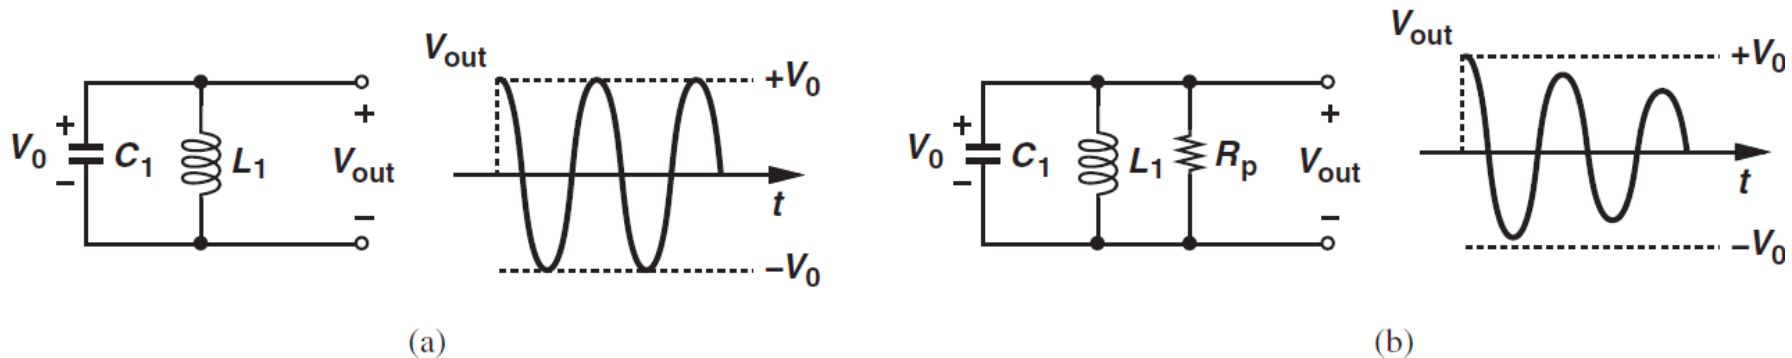 V₀ + − C₁ L₁ + Vout −
Vout +V₀ −V₀ t
(a)
V₀ + − C₁ L₁ Rp + Vout −
Vout +V₀ −V₀ t
(b)